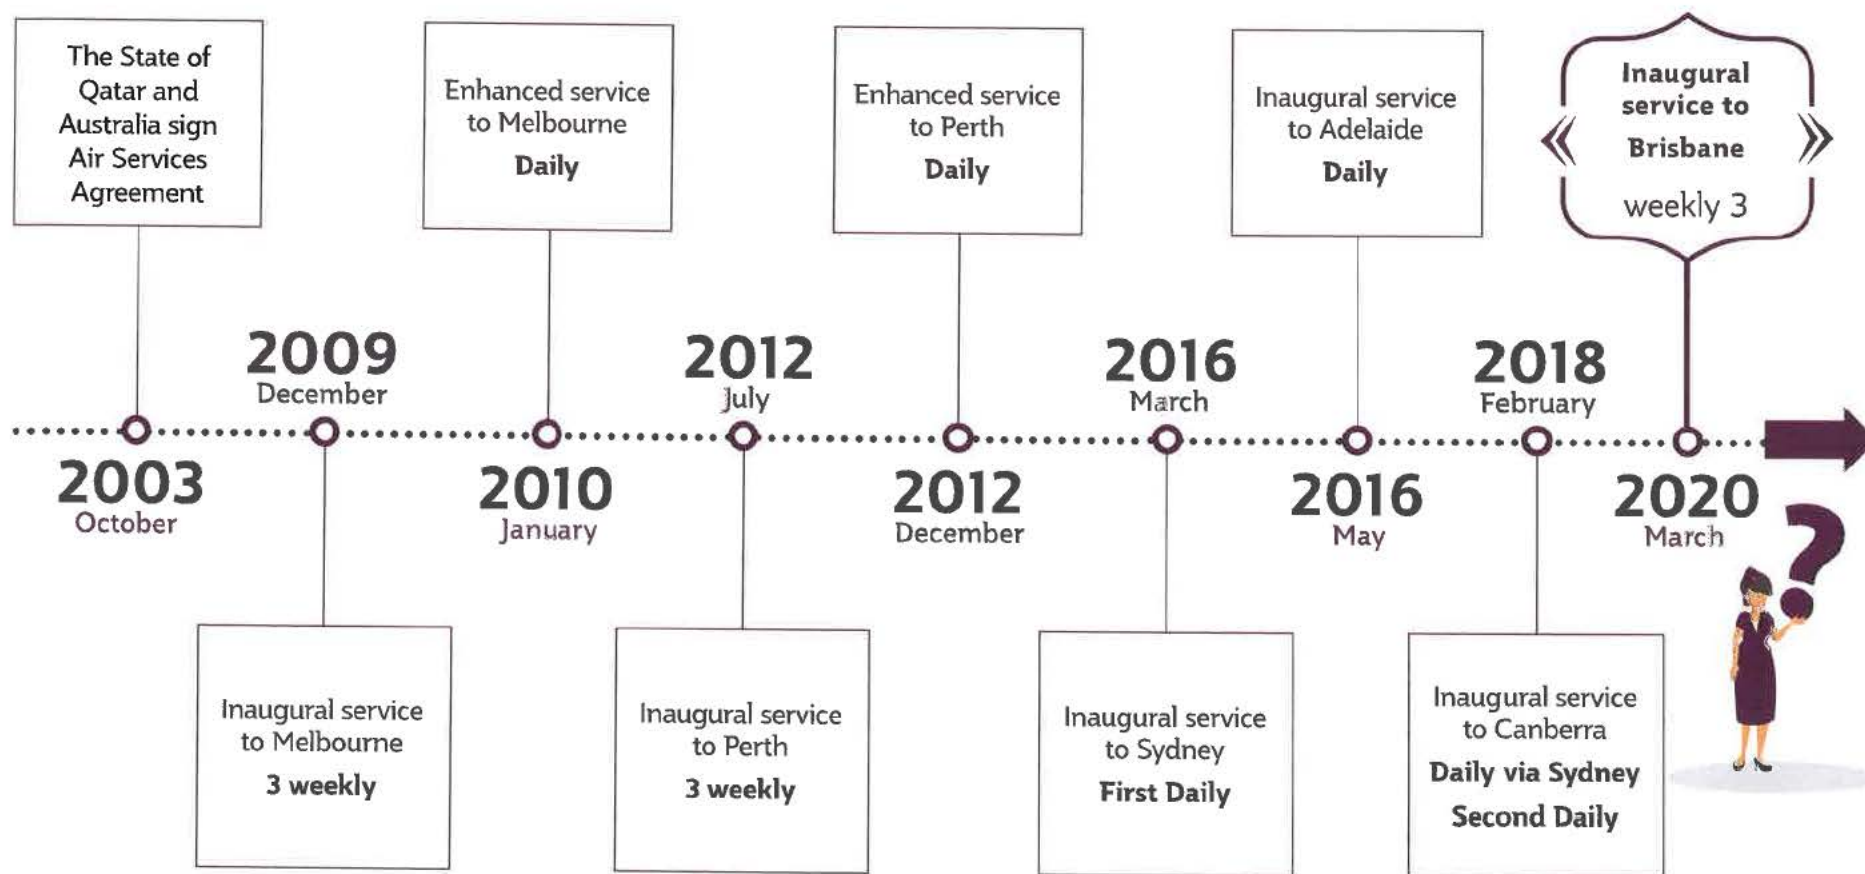 The State of
Qatar and
Australia sign
Air Services
Agreement
Enhanced service
to Melbourne
Daily
Enhanced service
to Perth
Daily
Inaugural service
to Adelaide
Daily
Inaugural
service to
Brisbane
weekly 3
2009
December
2012
July
2016
March
2018
February
2003
October
2010
January
2012
December
2016
May
2020
March
?
Inaugural service
to Melbourne
3 weekly
Inaugural service
to Perth
3 weekly
Inaugural service
to Sydney
First Daily
Inaugural service
to Canberra
Daily via Sydney
Second Daily